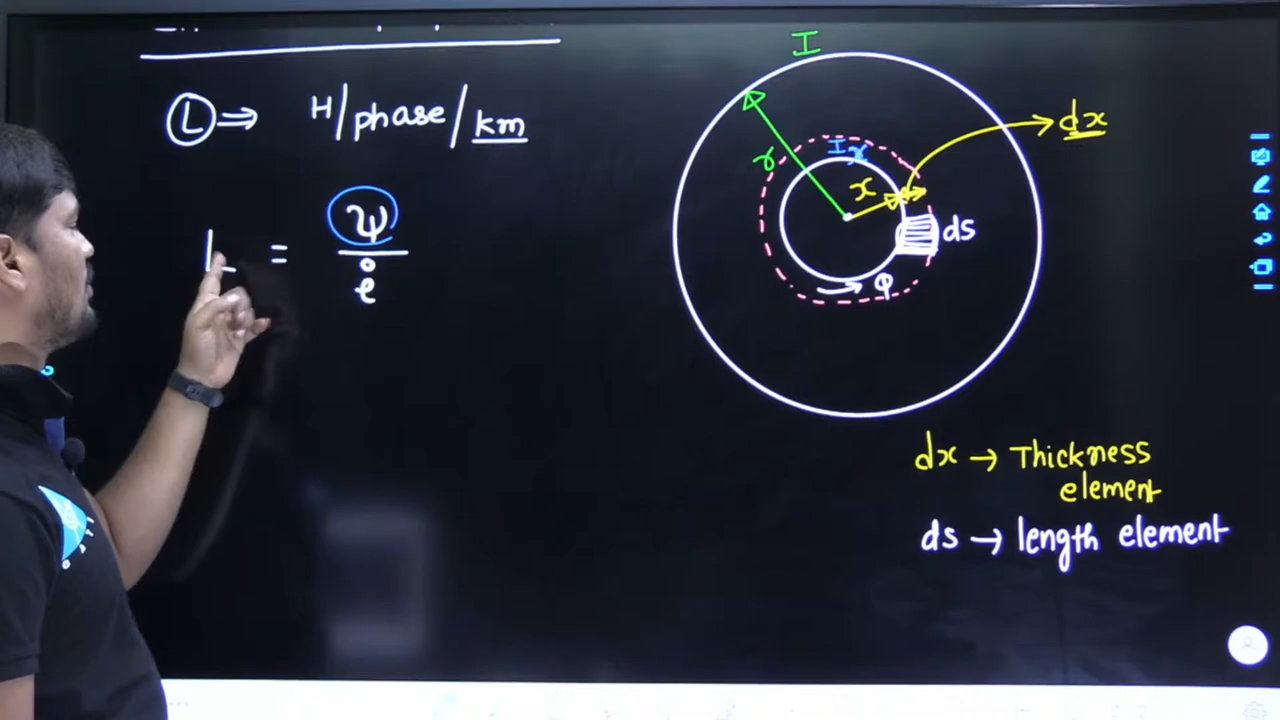 L ⇒ H/phase/km
L = ψ
i
I
r
Ix
x
dx
ds
φ
dx → Thickness
element
ds → length element